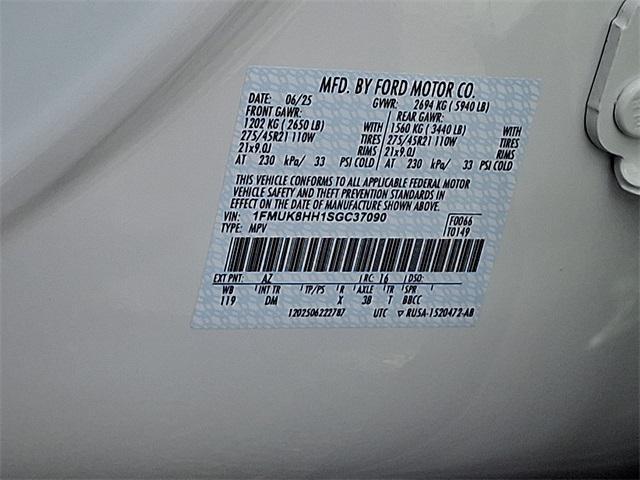 MFD. BY FORD MOTOR CO.
DATE: 06/25 GVWR: 2694 KG ( 5940 LB)
FRONT GAWR: REAR GAWR:
1202 KG ( 2650 LB) WITH 1560 KG ( 3440 LB) WITH
275/45R21 110W TIRES 275/45R21 110W TIRES
21x9.0J RIMS 21x9.0J RIMS
AT 230 kPa/ 33 PSI COLD AT 230 kPa/ 33 PSI COLD
THIS VEHICLE CONFORMS TO ALL APPLICABLE FEDERAL MOTOR
VEHICLE SAFETY AND THEFT PREVENTION STANDARDS IN
EFFECT ON THE DATE OF MANUFACTURE SHOWN ABOVE.
VIN: 1FMUK8HH1SGC37090 F0066
TYPE: MPV T0149
EXT PNT: AZ RC: 16 DSO:
WB INT TR TP/PS R AXLE TR SPR
119 DM X 3B T BBCC
1202506222787 UTC ▽ RUSA-1520472-AB